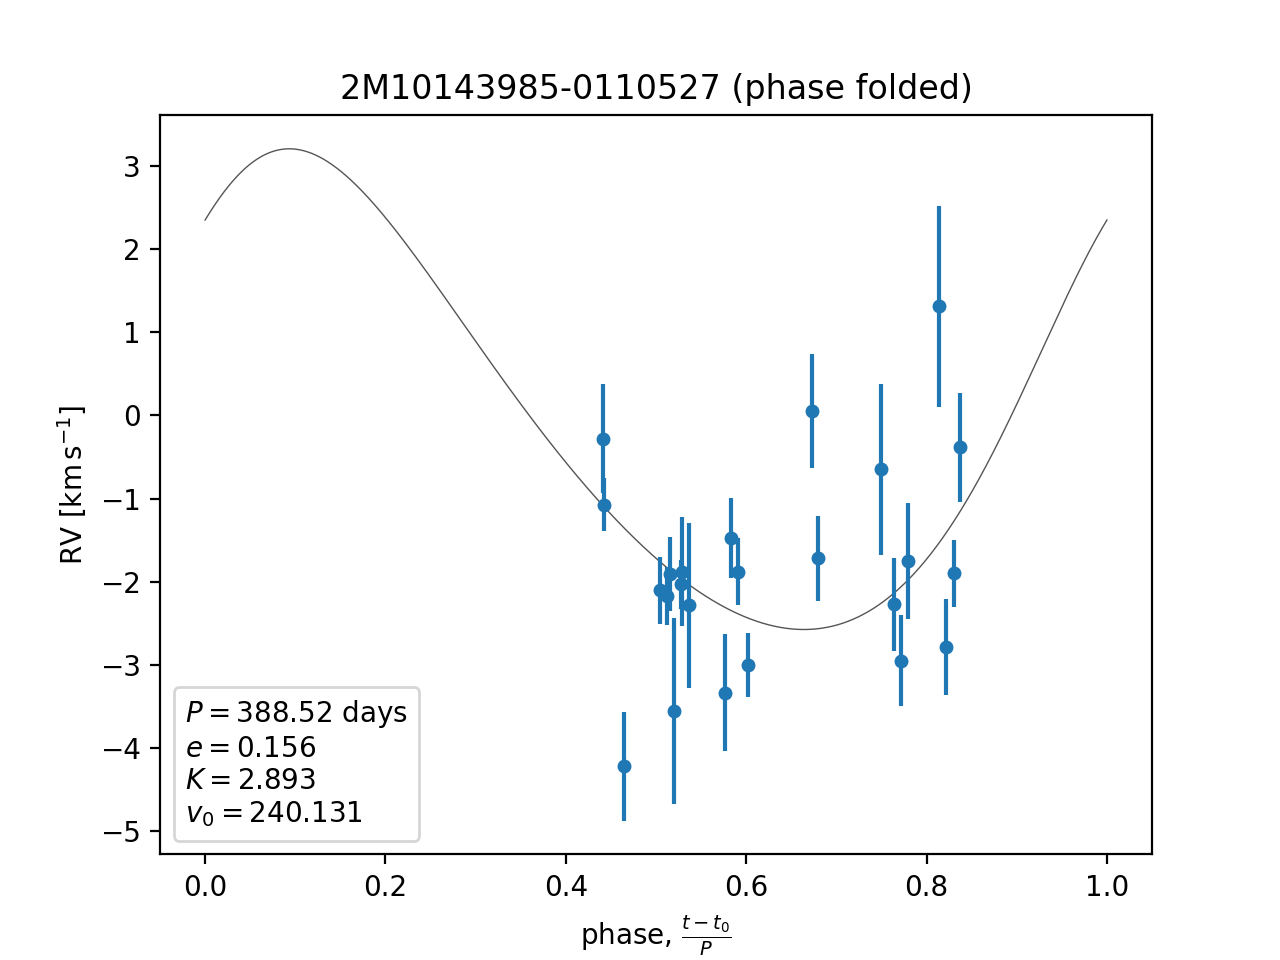 2M10143985-0110527 (phase folded)
RV [km s⁻¹]
3
2
1
0
−1
−2
−3
−4
−5
P = 388.52 days
e = 0.156
K = 2.893
v₀ = 240.131
0.0 0.2 0.4 0.6 0.8 1.0
phase, (t − t₀)/P